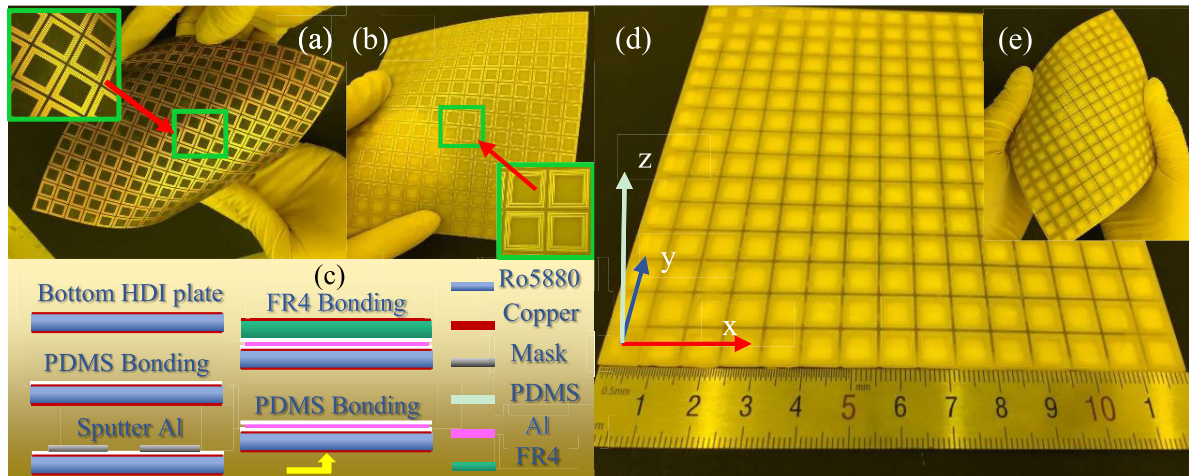 (a)
(b)
(c)
Bottom HDI plate
PDMS Bonding
Sputter Al
FR4 Bonding
PDMS Bonding
Ro5880
Copper
Mask
PDMS
Al
FR4
(d)
(e)
z
y
x
0.5mm
mm
1 2 3 4 5 6 7 8 9 10 1